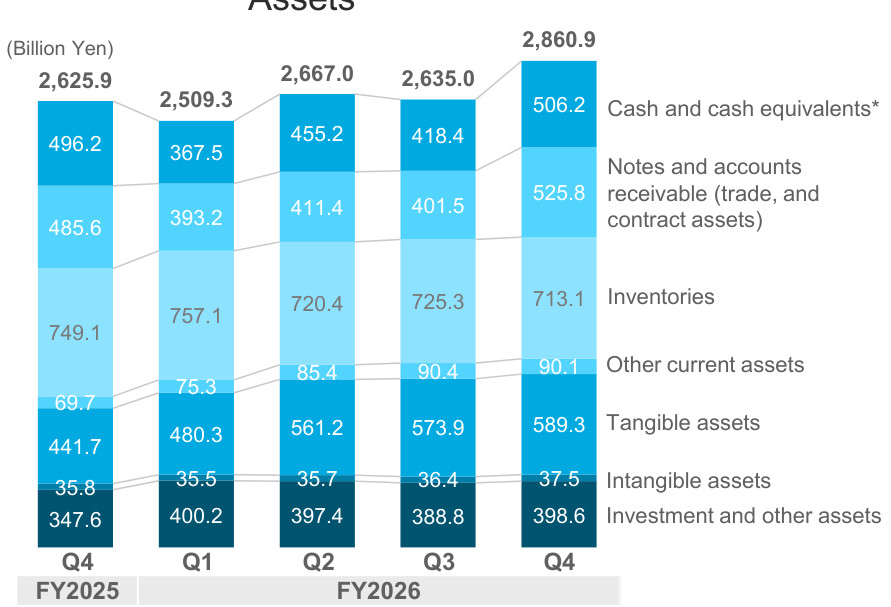 Assets
(Billion Yen)
2,625.9
2,509.3
2,667.0
2,635.0
2,860.9
496.2
367.5
455.2
418.4
506.2
Cash and cash equivalents*
485.6
393.2
411.4
401.5
525.8
Notes and accounts
receivable (trade, and
contract assets)
749.1
757.1
720.4
725.3
713.1
Inventories
69.7
75.3
85.4
90.4
90.1
Other current assets
441.7
480.3
561.2
573.9
589.3
Tangible assets
35.8
35.5
35.7
36.4
37.5
Intangible assets
347.6
400.2
397.4
388.8
398.6
Investment and other assets
Q4
Q1
Q2
Q3
Q4
FY2025
FY2026